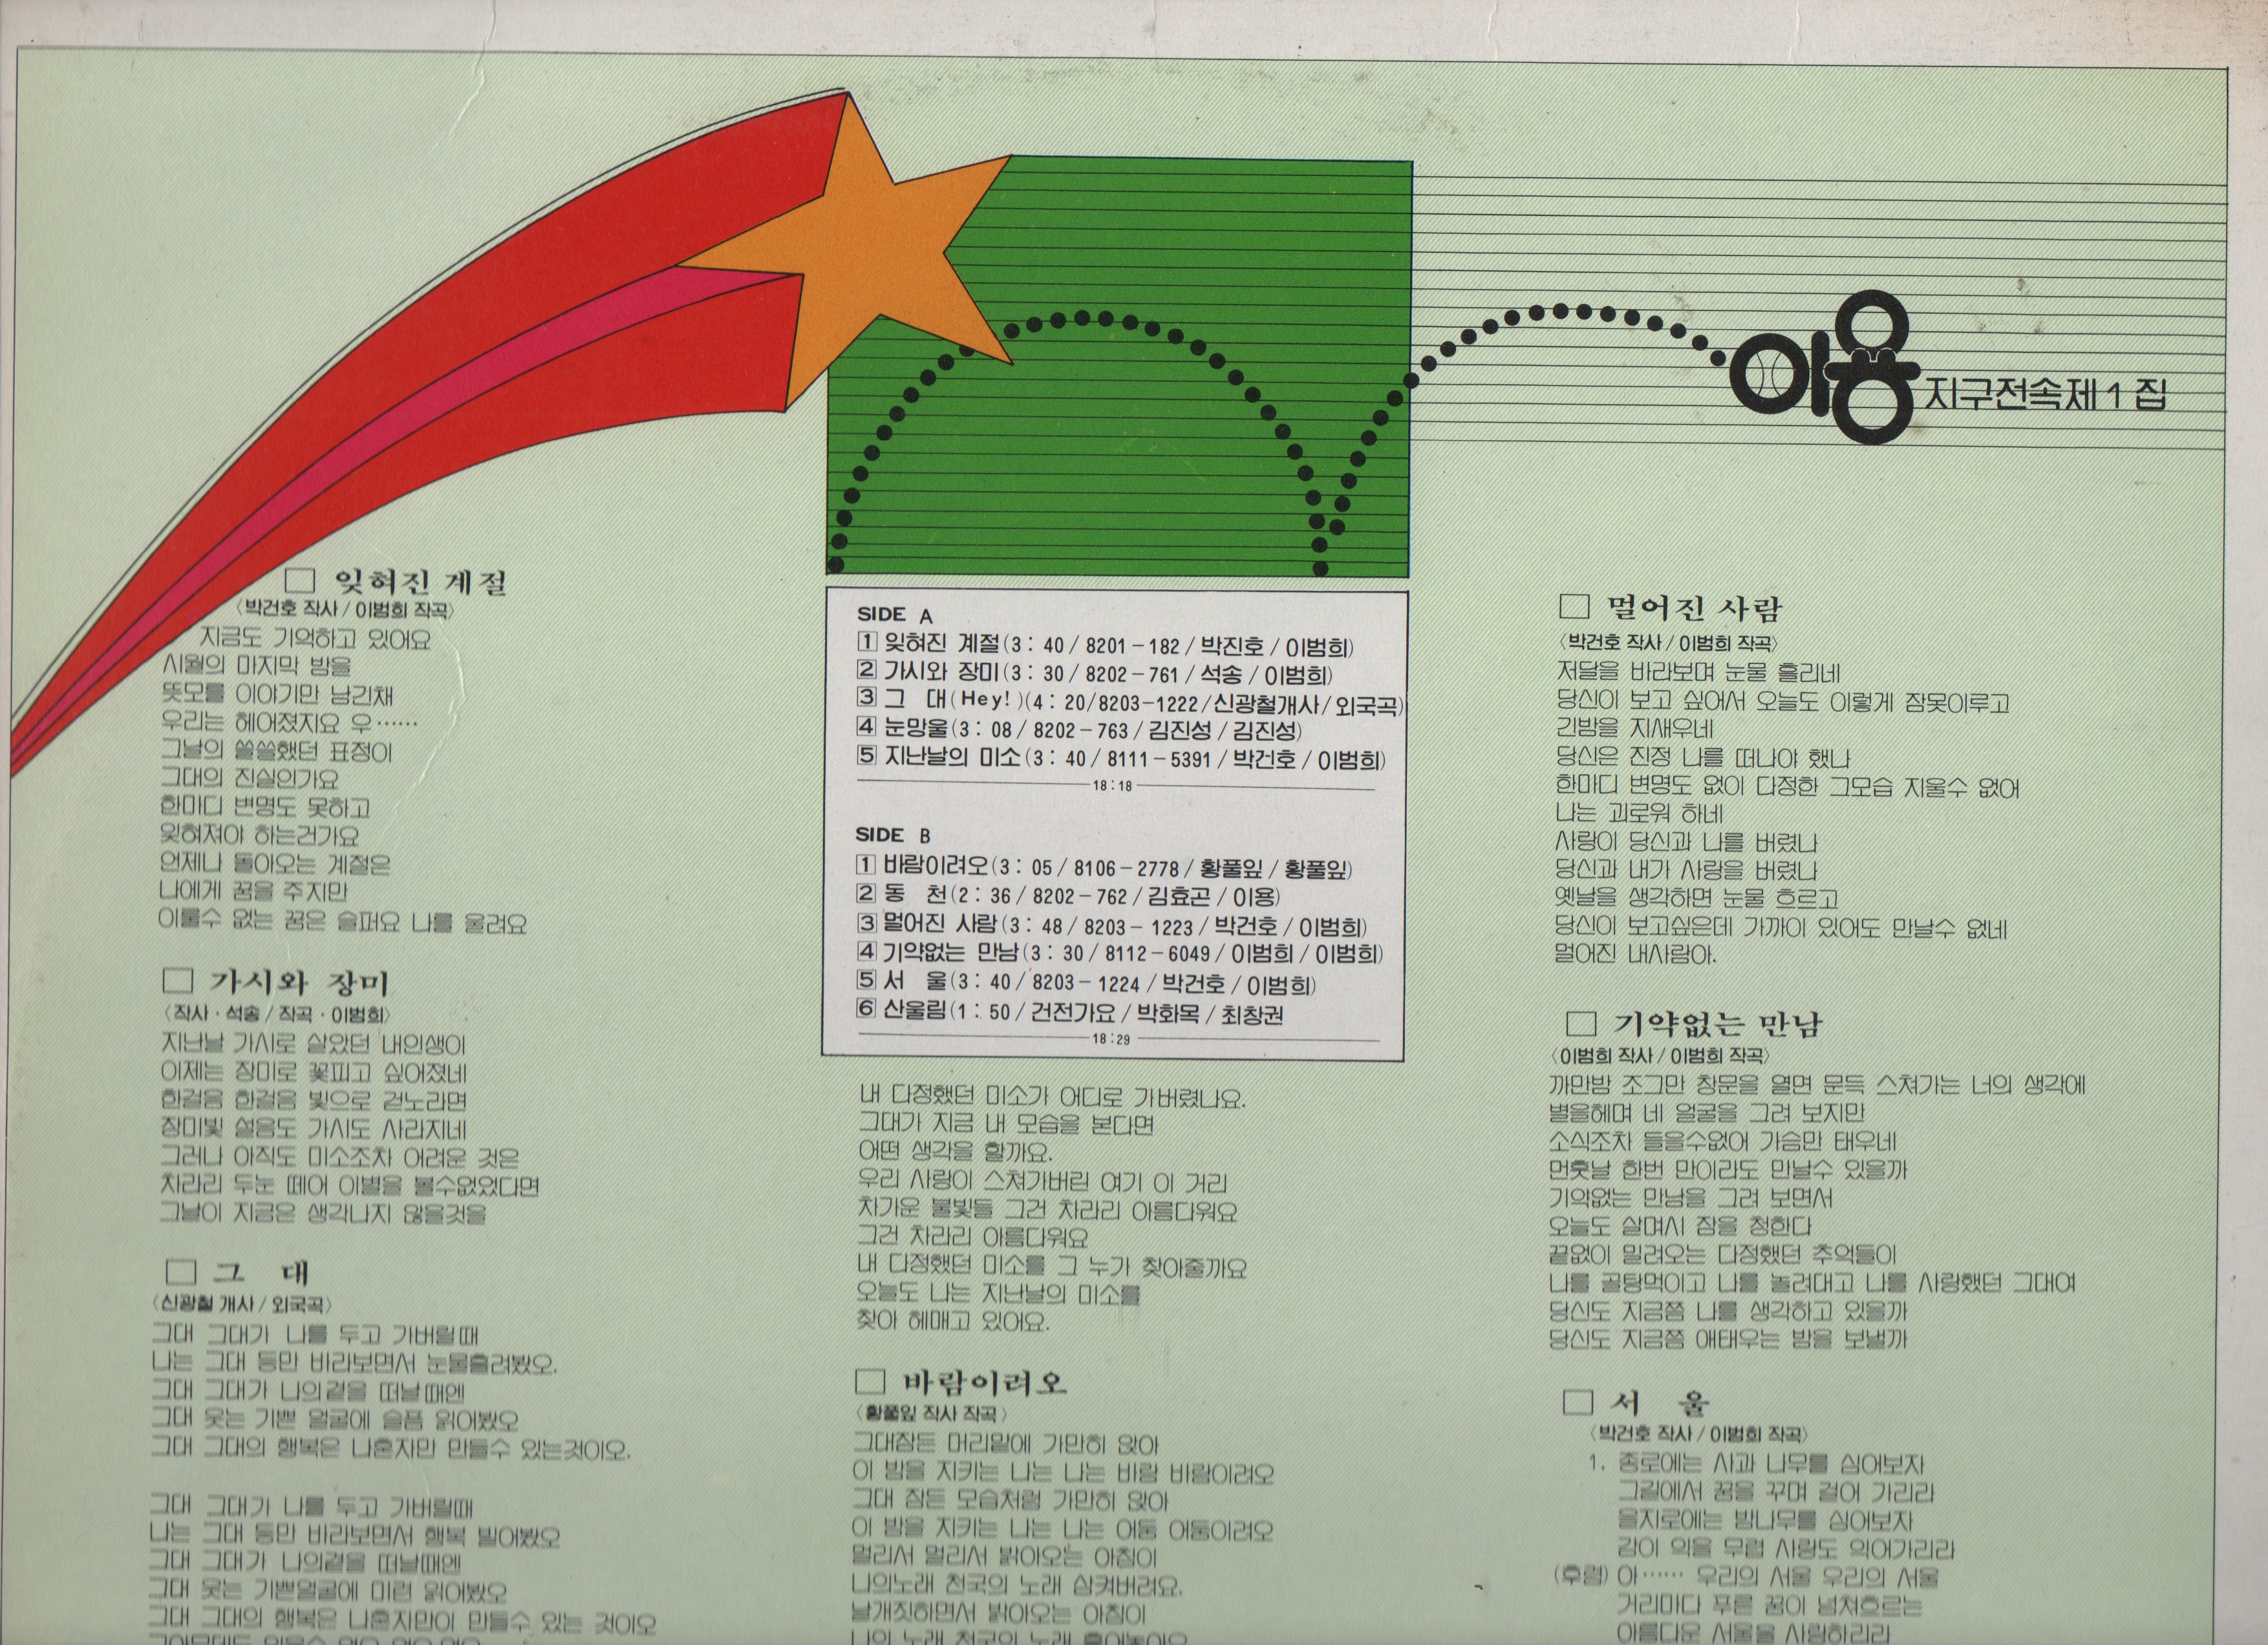 이용 지구전속제1집
□ 잊혀진 계절
〈박건호 작사 / 이범희 작곡〉
지금도 기억하고 있어요
시월의 마지막 밤을
뜻모를 이야기만 남긴채
우리는 헤어졌지요 우⋯⋯
그날의 쓸쓸했던 표정이
그대의 진실인가요
한마디 변명도 못하고
잊혀져야 하는건가요
언제나 돌아오는 계절은
나에게 꿈을 주지만
이룰수 없는 꿈은 슬퍼요 나를 울려요
□ 가시와 장미
〈작사 · 석송 / 작곡 · 이범희〉
지난날 가시로 살았던 내인생이
이제는 장미로 꽃피고 싶어졌네
한걸음 한걸음 빛으로 걷노라면
장미빛 설움도 가시도 사라지네
그러나 아직도 미소조차 어려운 것은
차라리 두눈 떼어 이별을 볼수없었다면
그날이 지금은 생각나지 않을것을
□ 그 대
〈신광철 개사 / 외국곡〉
그대 그대가 나를 두고 가버릴때
나는 그대 등만 바라보면서 눈물흘려봤오.
그대 그대가 나의곁을 떠날때엔
그대 웃는 기쁜 얼굴에 슬픔 읽어봤오
그대 그대의 행복은 나혼자만 만들수 있는것이오.
그대 그대가 나를 두고 가버릴때
나는 그대 등만 바라보면서 행복 빌어봤오
그대 그대가 나의곁을 떠날때엔
그대 웃는 기쁜얼굴에 미련 읽어봤오
그대 그대의 행복은 나혼자만이 만들수 있는 것이오
SIDE A
1 잊혀진 계절(3 : 40 / 8201-182 / 박진호 / 이범희)
2 가시와 장미(3 : 30 / 8202-761 / 석송 / 이범희)
3 그 대(Hey!)(4 : 20/8203-1222/신광철개사/외국곡)
4 눈망울(3 : 08 / 8202-763 / 김진성 / 김진성)
5 지난날의 미소(3 : 40 / 8111-5391 / 박건호 / 이범희)
18:18
SIDE B
1 바람이려오(3 : 05 / 8106-2778 / 황풀잎 / 황풀잎)
2 동 천(2 : 36 / 8202-762 / 김효곤 / 이용)
3 멀어진 사람(3 : 48 / 8203-1223 / 박건호 / 이범희)
4 기약없는 만남(3 : 30 / 8112-6049 / 이범희 / 이범희)
5 서 울(3 : 40 / 8203-1224 / 박건호 / 이범희)
6 산울림(1 : 50 / 건전가요 / 박화목 / 최창권
18:29
내 다정했던 미소가 어디로 가버렸나요.
그대가 지금 내 모습을 본다면
어떤 생각을 할까요.
우리 사랑이 스쳐가버린 여기 이 거리
차가운 불빛들 그건 차라리 아름다워요
그건 차라리 아름다워요
내 다정했던 미소를 그 누가 찾아줄까요
오늘도 나는 지난날의 미소를
찾아 헤매고 있어요.
□ 바람이려오
〈황풀잎 직사 작곡〉
그대잠든 머리맡에 가만히 앉아
이 밤을 지키는 나는 나는 바람 바람이려오
그대 잠든 모습처럼 가만히 앉아
이 밤을 지키는 나는 나는 어둠 어둠이려오
멀리서 멀리서 밝아오는 아침이
나의노래 천국의 노래 삼켜버려요.
날개짓하면서 밝아오는 아침이
나의 노래 천국의 노래
□ 멀어진 사람
〈박건호 작사 / 이범희 작곡〉
저달을 바라보며 눈물 흘리네
당신이 보고 싶어서 오늘도 이렇게 잠못이루고
긴밤을 지새우네
당신은 진정 나를 떠나야 했나
한마디 변명도 없이 다정한 그모습 지울수 없어
나는 괴로워 하네
사랑이 당신과 나를 버렸나
당신과 내가 사랑을 버렸나
옛날을 생각하면 눈물 흐르고
당신이 보고싶은데 가까이 있어도 만날수 없네
멀어진 내사람아.
□ 기약없는 만남
〈이범희 작사 / 이범희 작곡〉
까만밤 조그만 창문을 열면 문득 스쳐가는 너의 생각에
별을헤며 네 얼굴을 그려 보지만
소식조차 들을수없어 가슴만 태우네
먼훗날 한번 만이라도 만날수 있을까
기약없는 만남을 그려 보면서
오늘도 살며시 잠을 청한다
끝없이 밀려오는 다정했던 추억들이
나를 골탕먹이고 나를 놀려대고 나를 사랑했던 그대여
당신도 지금쯤 나를 생각하고 있을까
당신도 지금쯤 애태우는 밤을 보낼까
□ 서 울
〈박건호 작사 / 이범희 작곡〉
1. 종로에는 사과 나무를 심어보자
그길에서 꿈을 꾸며 걸어 가리라
을지로에는 밤나무를 심어보자
감이 익을 무렵 사랑도 익어가리라
(후렴) 아⋯⋯ 우리의 서울 우리의 서울
거리마다 푸른 꿈이 넘쳐흐르는
아름다운 서울을 사랑하리라